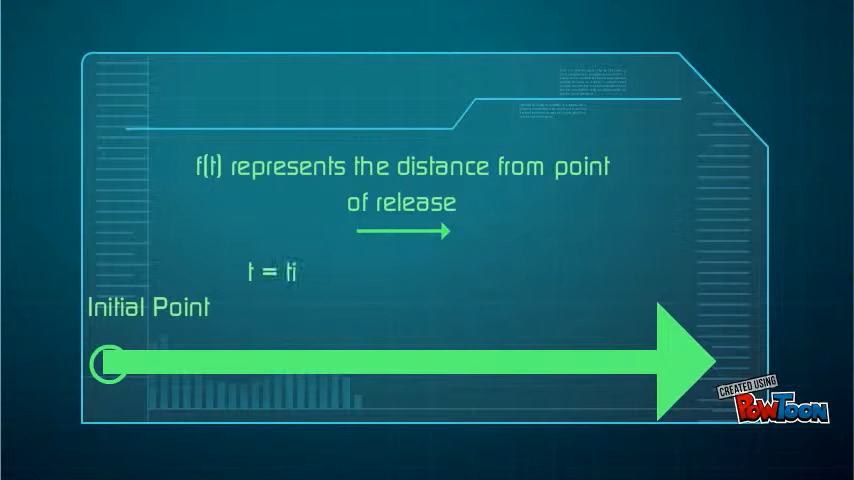 f(t) represents the distance from point
of release
t = ti
Initial Point
CREATED USING
POWTOON